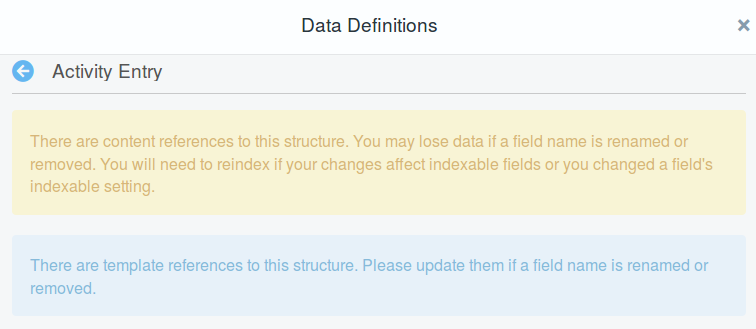 Data Definitions
Activity Entry
There are content references to this structure. You may lose data if a field name is renamed or
removed. You will need to reindex if your changes affect indexable fields or you changed a field's
indexable setting.
There are template references to this structure. Please update them if a field name is renamed or
removed.